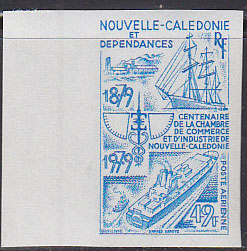 NOUVELLE-CALEDONIE
ET
DEPENDANCES
RF
1879
CENTENAIRE
DE LA CHAMBRE
DE COMMERCE
ET D'INDUSTRIE DE
NOUVELLE-CALEDONIE
1979
POSTE AERIENNE
49F